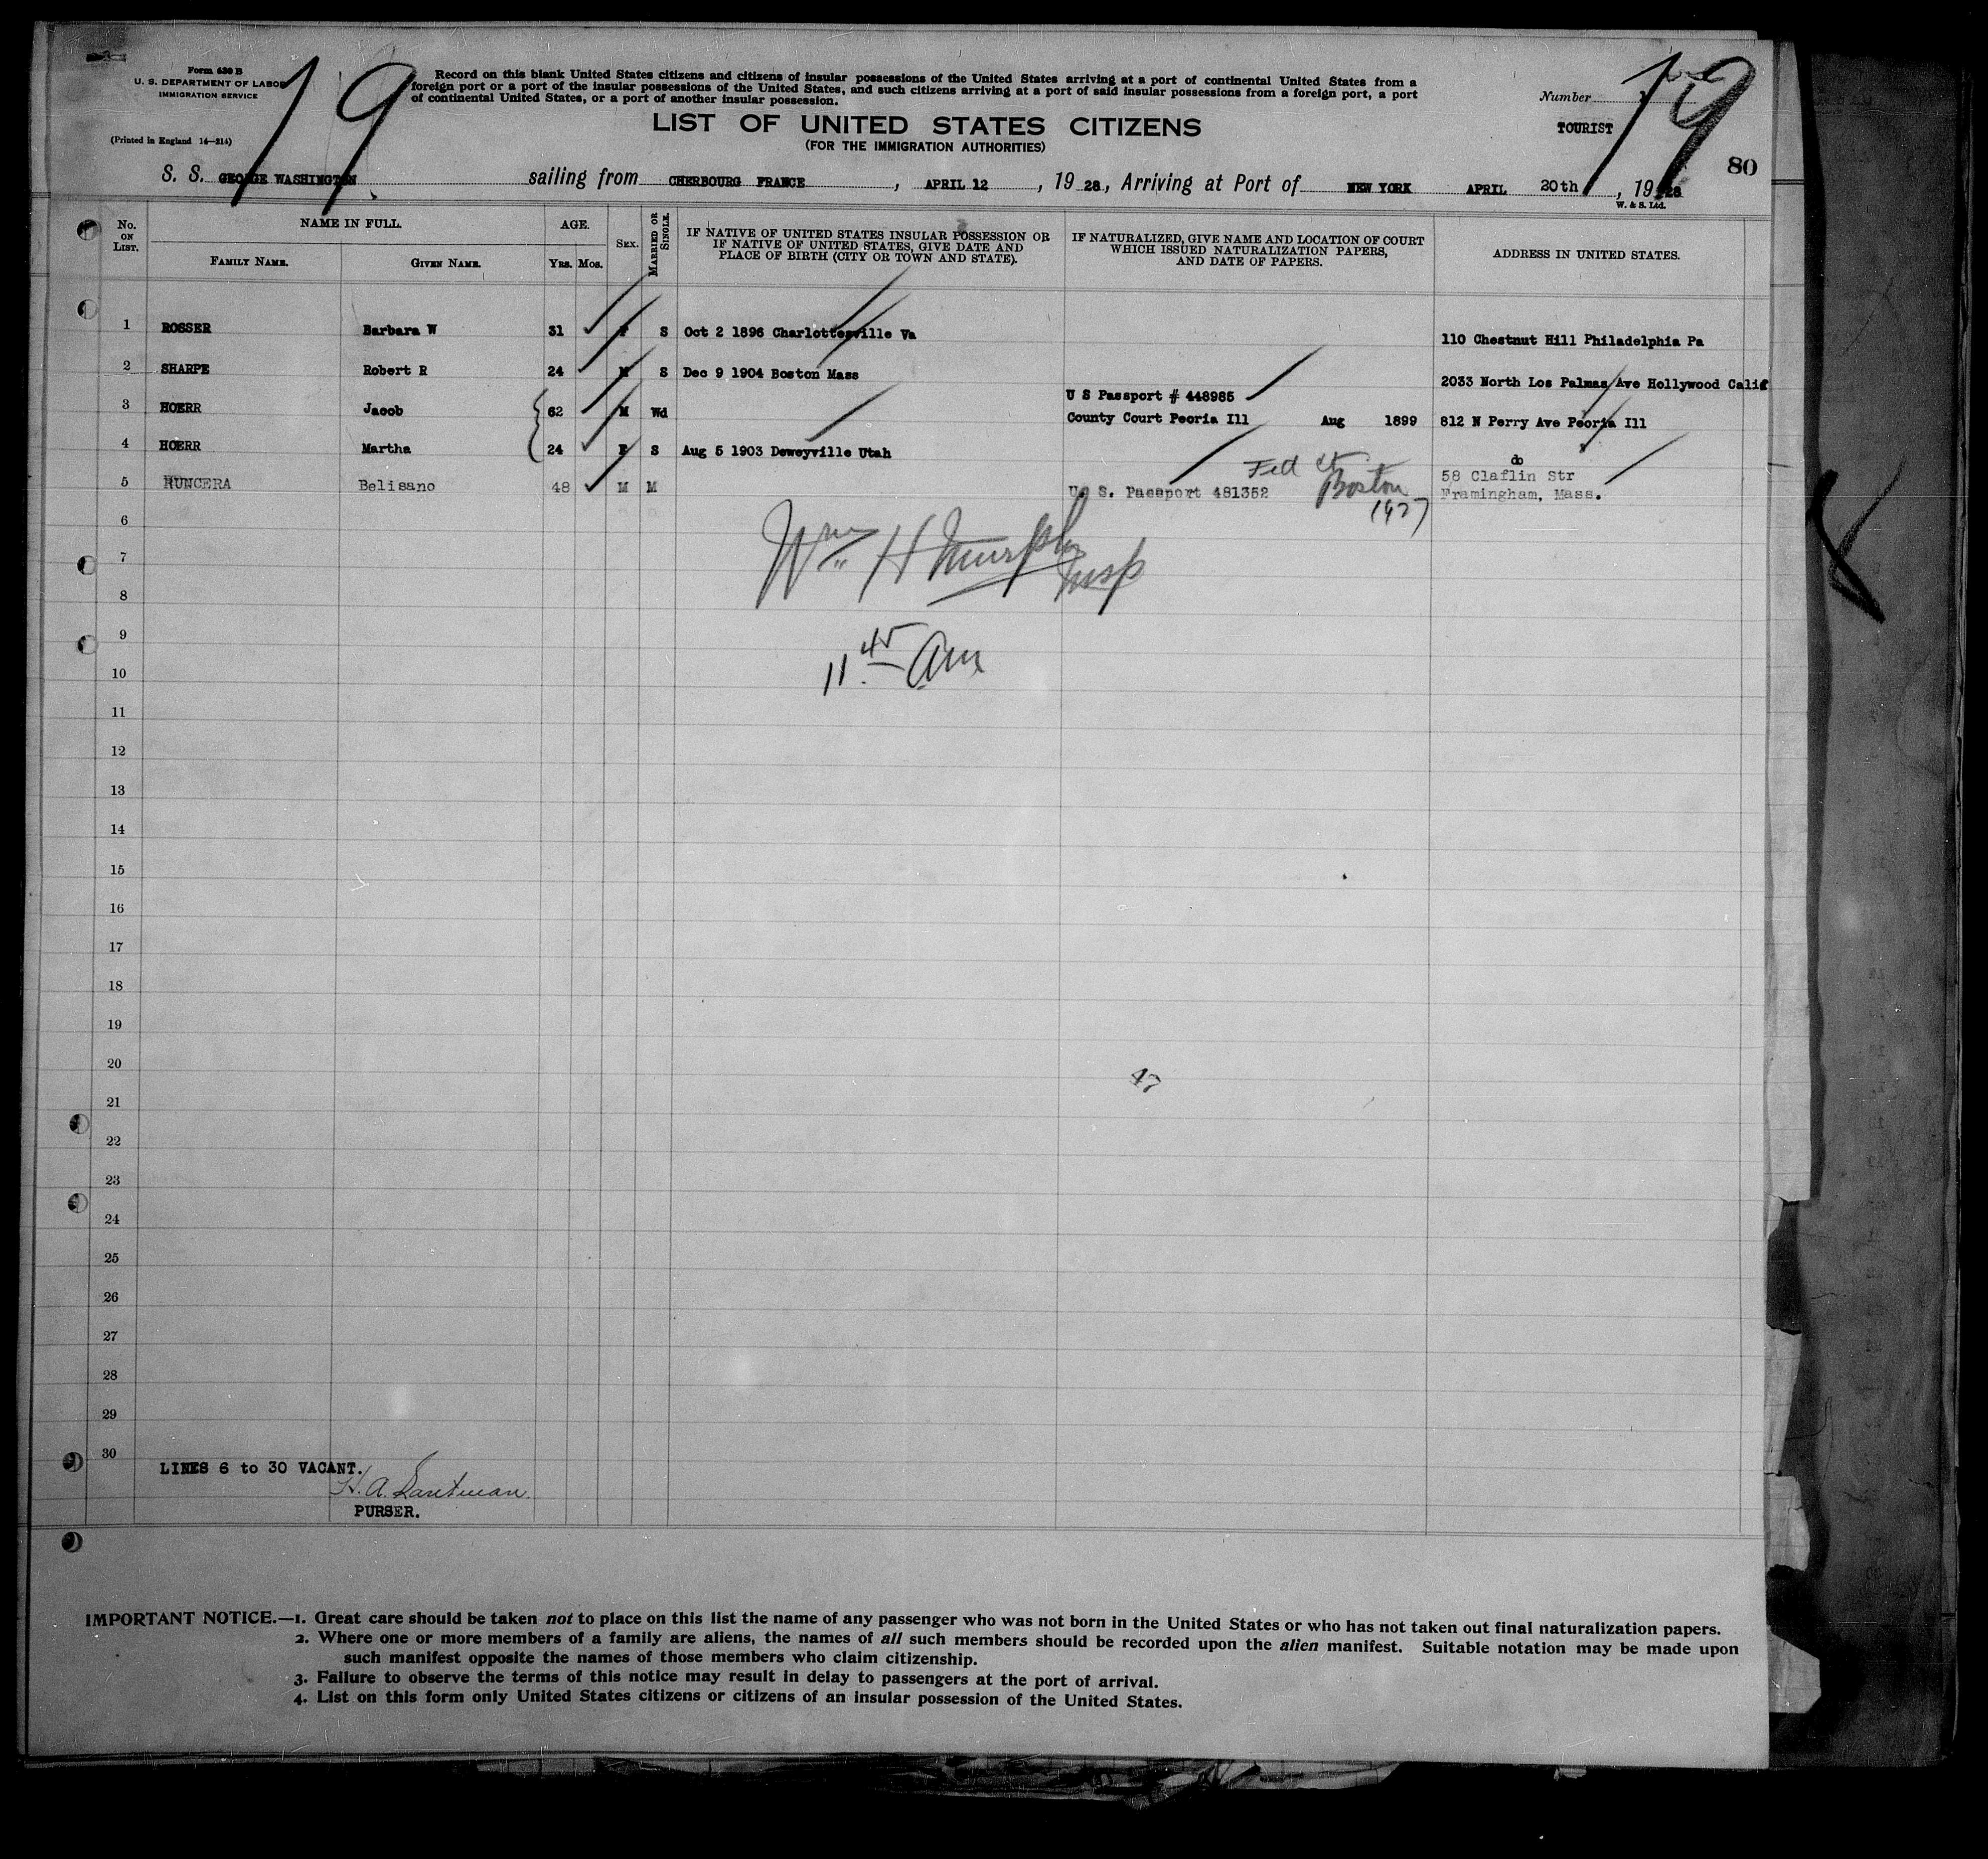 Form 630 B
U. S. DEPARTMENT OF LABOR
IMMIGRATION SERVICE
(Printed in England 14—214)
19
Record on this blank United States citizens and citizens of insular possessions of the United States arriving at a port of continental United States from a
foreign port or a port of the insular possessions of the United States, and such citizens arriving at a port of said insular possessions from a foreign port, a port
of continental United States, or a port of another insular possession.
LIST OF UNITED STATES CITIZENS
(FOR THE IMMIGRATION AUTHORITIES)
Number
19
TOURIST
80
S. S. GEORGE WASHINGTON sailing from CHERBOURG FRANCE, APRIL 12, 19 28, Arriving at Port of NEW YORK APRIL 20th, 1928
W. & S. Ltd.
No. ON LIST.
NAME IN FULL.
FAMILY NAME. GIVEN NAME.
AGE.
YRS. MOS.
SEX.
MARRIED OR SINGLE.
IF NATIVE OF UNITED STATES INSULAR POSSESSION OR
IF NATIVE OF UNITED STATES, GIVE DATE AND
PLACE OF BIRTH (CITY OR TOWN AND STATE).
IF NATURALIZED, GIVE NAME AND LOCATION OF COURT
WHICH ISSUED NATURALIZATION PAPERS,
AND DATE OF PAPERS.
ADDRESS IN UNITED STATES.
1 ROSSER Barbara W 31 F S Oct 2 1896 Charlottesville Va 110 Chestnut Hill Philadelphia Pa
2 SHARPE Robert R 24 M S Dec 9 1904 Boston Mass 2033 North Los Palmas Ave Hollywood Calif
U S Passport # 448985
3 HOERR Jacob 62 M Wd County Court Peoria Ill Aug 1899 812 N Perry Ave Peoria Ill
4 HOERR Martha 24 F S Aug 5 1903 Deweyville Utah do
5 RUNCERA Belisano 48 M M U. S. Passport 481352 Fed Ct Boston 1927 58 Claflin Str
Framingham, Mass.
6
7
Wm H Murphy Insp
8
9
11.45 Am
10
11
12
13
14
15
16
17
18
19
20
47
21
22
23
24
25
26
27
28
29
30
LINES 6 to 30 VACANT.
PURSER.
IMPORTANT NOTICE.—1. Great care should be taken not to place on this list the name of any passenger who was not born in the United States or who has not taken out final naturalization papers.
2. Where one or more members of a family are aliens, the names of all such members should be recorded upon the alien manifest. Suitable notation may be made upon
such manifest opposite the names of those members who claim citizenship.
3. Failure to observe the terms of this notice may result in delay to passengers at the port of arrival.
4. List on this form only United States citizens or citizens of an insular possession of the United States.